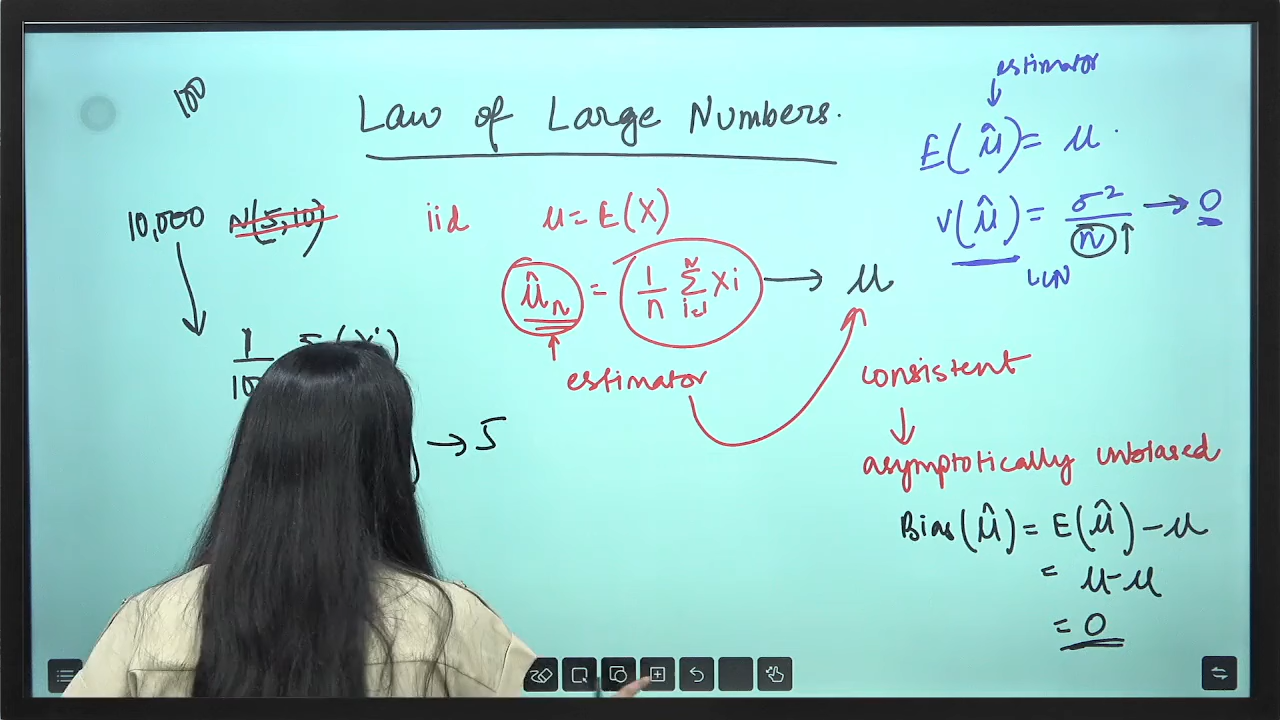 100
Law of Large Numbers.
10,000 N(5,10)
iid μ = E(X)
μ̂n = 1/n Σ i=1 n Xi → μ
estimator
→ 5
estimator
E(μ̂) = μ
V(μ̂) = σ²/n → 0
LLN
consistent
asymptotically unbiased
Bias(μ̂) = E(μ̂) - μ
= μ - μ
= 0